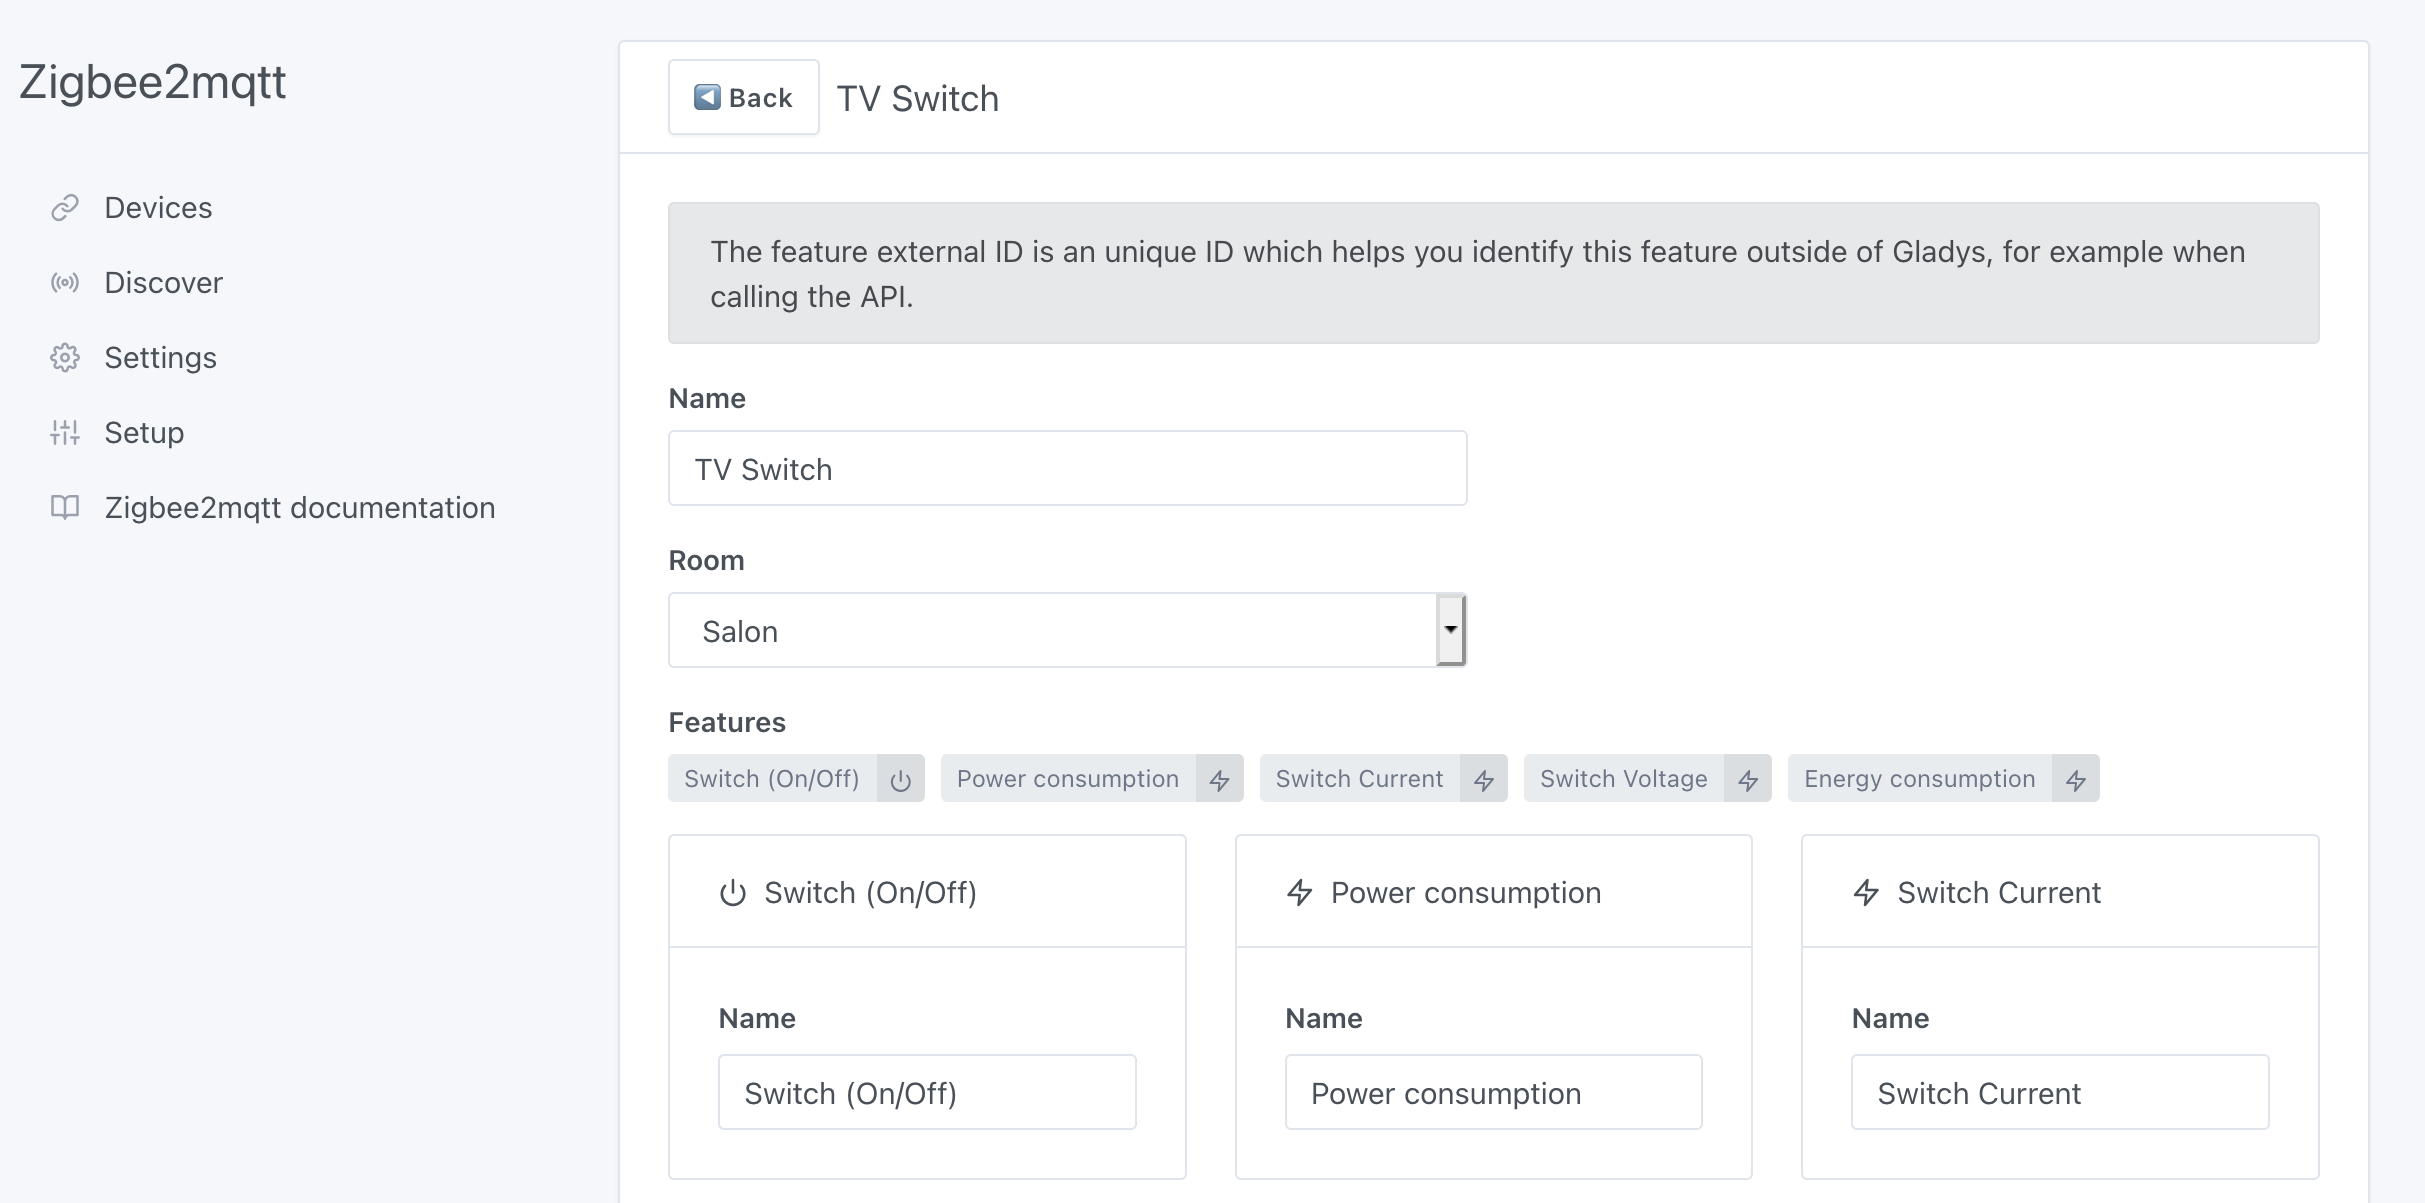 Zigbee2mqtt
Devices
Discover
Settings
Setup
Zigbee2mqtt documentation
Back
TV Switch
The feature external ID is an unique ID which helps you identify this feature outside of Gladys, for example when
calling the API.
Name
TV Switch
Room
Salon
Features
Switch (On/Off)
Power consumption
Switch Current
Switch Voltage
Energy consumption
Switch (On/Off)
Name
Switch (On/Off)
Power consumption
Name
Power consumption
Switch Current
Name
Switch Current